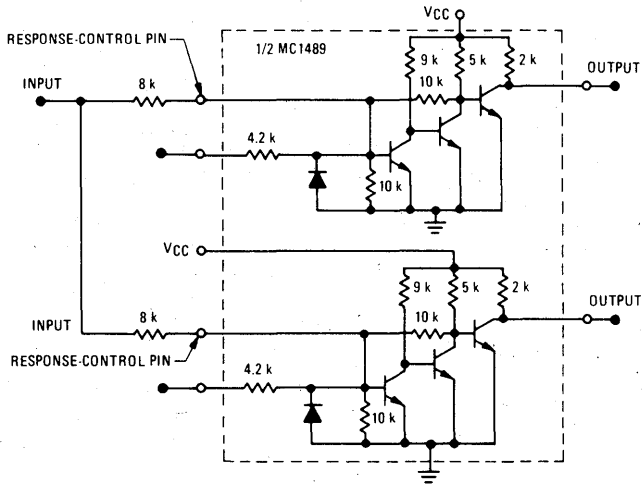 VCC
RESPONSE-CONTROL PIN
1/2 MC1489
INPUT
8 k
9 k
5 k
2 k
OUTPUT
10 k
4.2 k
10 k
VCC
9 k
5 k
2 k
INPUT
8 k
OUTPUT
10 k
RESPONSE-CONTROL PIN
4.2 k
10 k